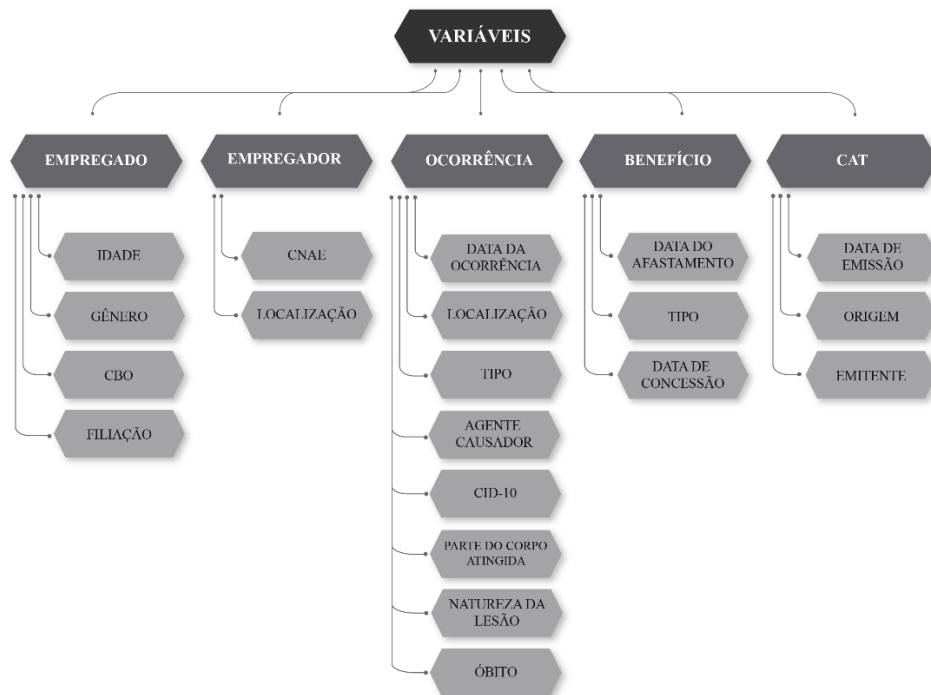 VARIÁVEIS
EMPREGADO
EMPREGADOR
OCORRÊNCIA
BENEFÍCIO
CAT
IDADE
GÊNERO
CBO
FILIAÇÃO
CNAE
LOCALIZAÇÃO
DATA DA
OCORRÊNCIA
LOCALIZAÇÃO
TIPO
AGENTE
CAUSADOR
CID-10
PARTE DO CORPO
ATINGIDA
NATUREZA DA
LESÃO
ÓBITO
DATA DO
AFASTAMENTO
TIPO
DATA DE
CONCESSÃO
DATA DE
EMISSÃO
ORIGEM
EMITENTE